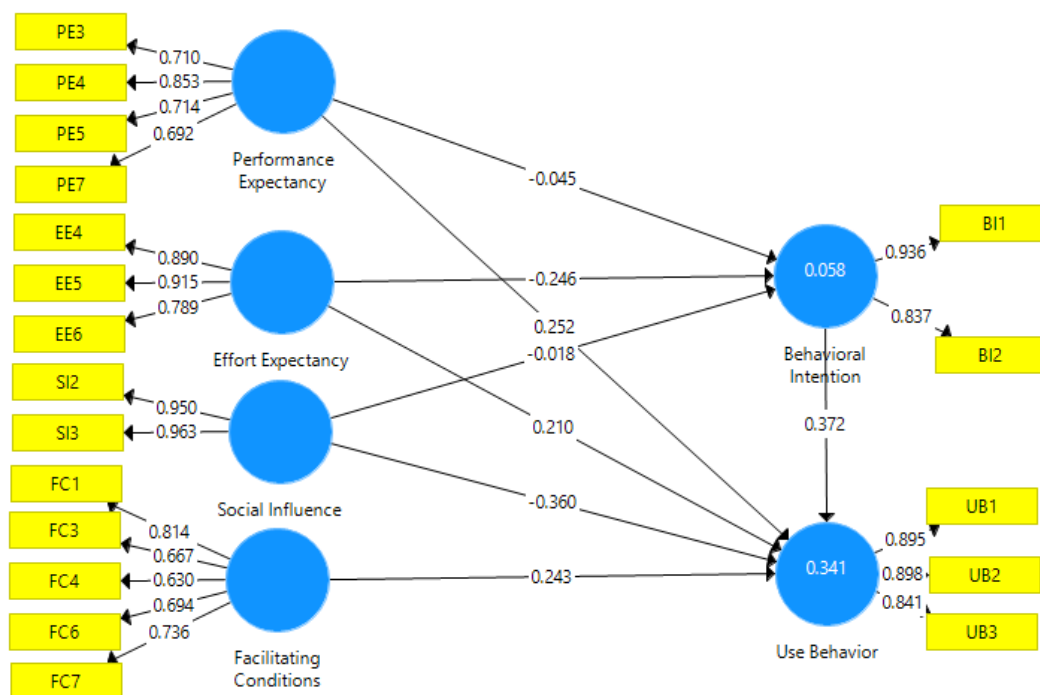 PE3
0.710
PE4
0.853
PE5
0.714
0.692
PE7
Performance
Expectancy
-0.045
EE4
0.890
EE5
0.915
EE6
0.789
Effort Expectancy
-0.246
0.252
-0.018
0.210
SI2
0.950
SI3
0.963
Social Influence
-0.360
FC1
0.814
FC3
0.667
FC4
0.630
FC6
0.694
0.736
FC7
Facilitating
Conditions
0.243
0.058
Behavioral
Intention
0.936
BI1
0.837
BI2
0.372
0.341
Use Behavior
0.895
UB1
0.898
UB2
0.841
UB3